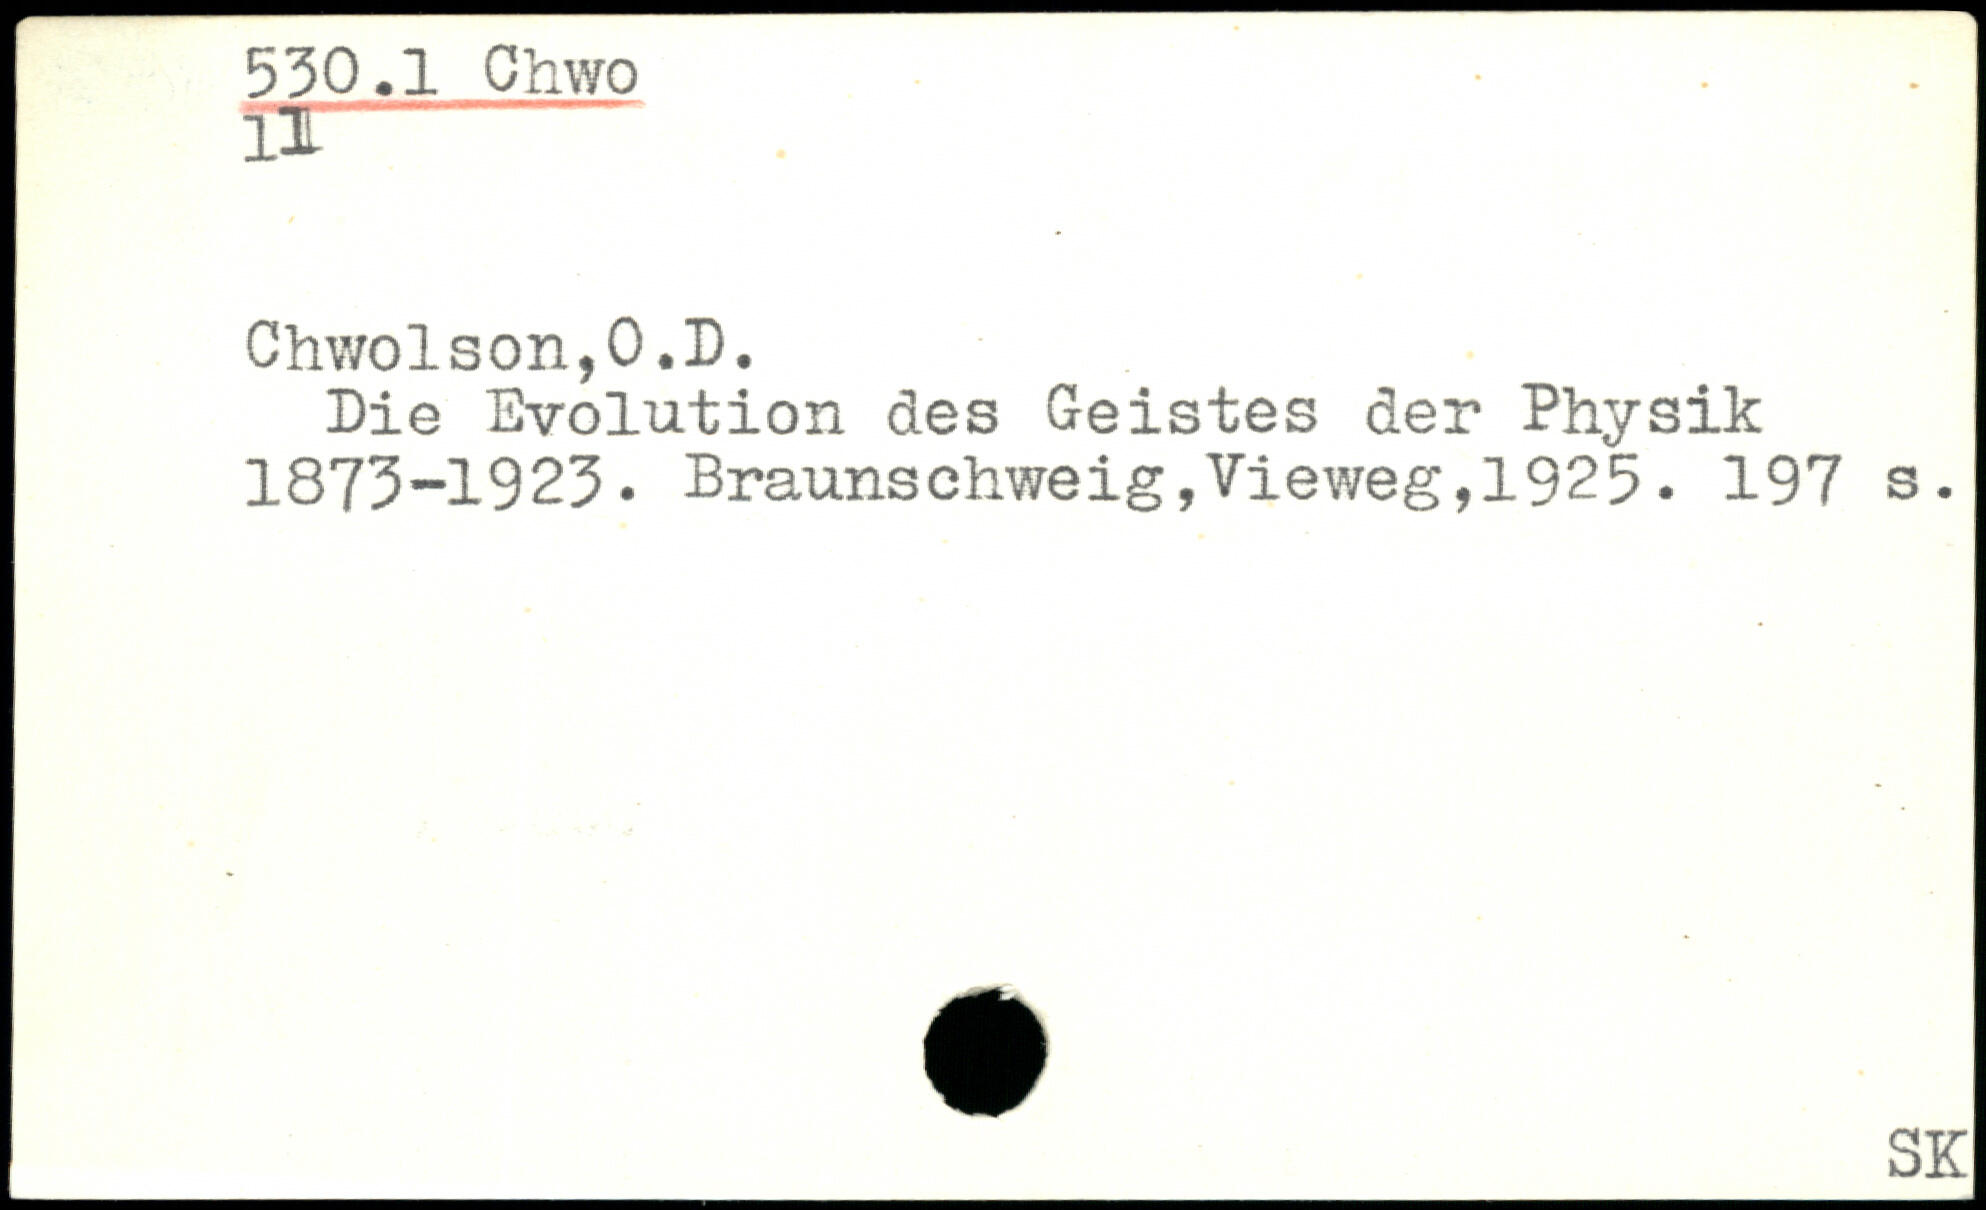 530.1 Chwo
11
Chwolson,O.D.
Die Evolution des Geistes der Physik
1873-1923. Braunschweig,Vieweg,1925. 197 s.
SK